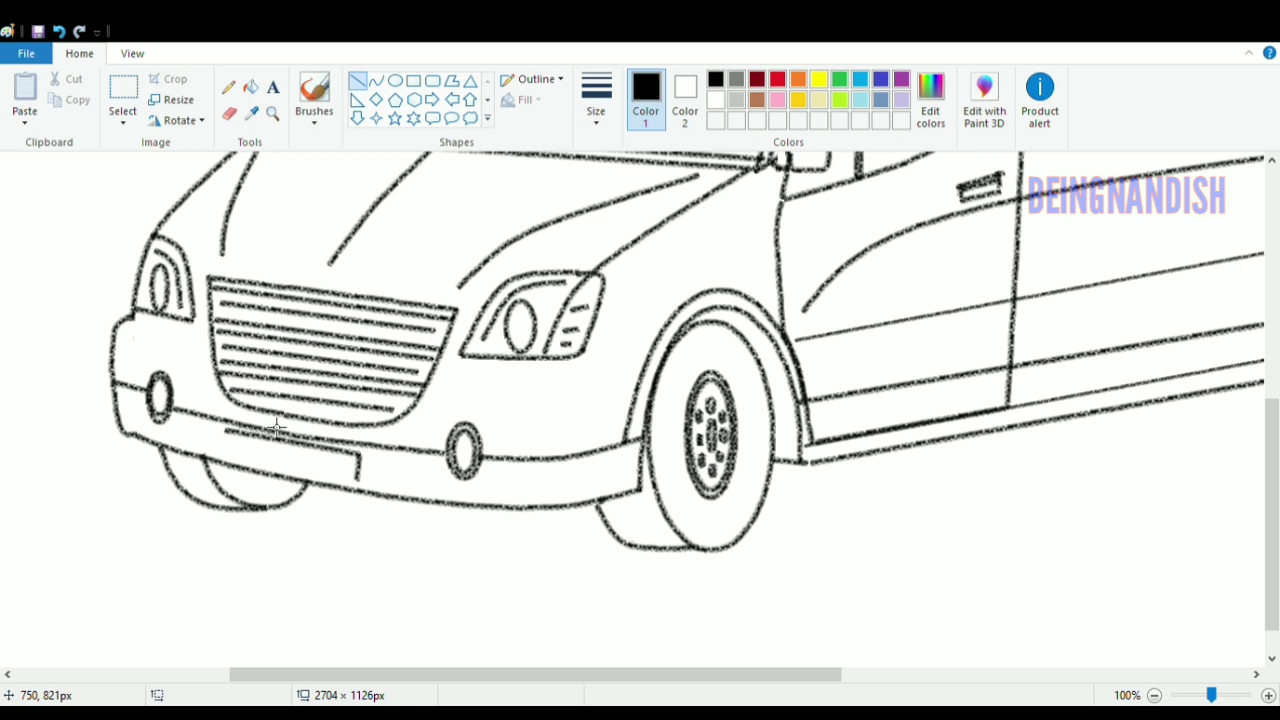 File Home View
Paste Cut Copy Clipboard
Select Crop Resize Rotate Image
Tools
Brushes
Outline Fill Shapes
Size
Color 1
Color 2
Edit colors
Colors
Edit with Paint 3D
Product alert
DEINGNANDISH
750, 821px
2704 × 1126px
100%